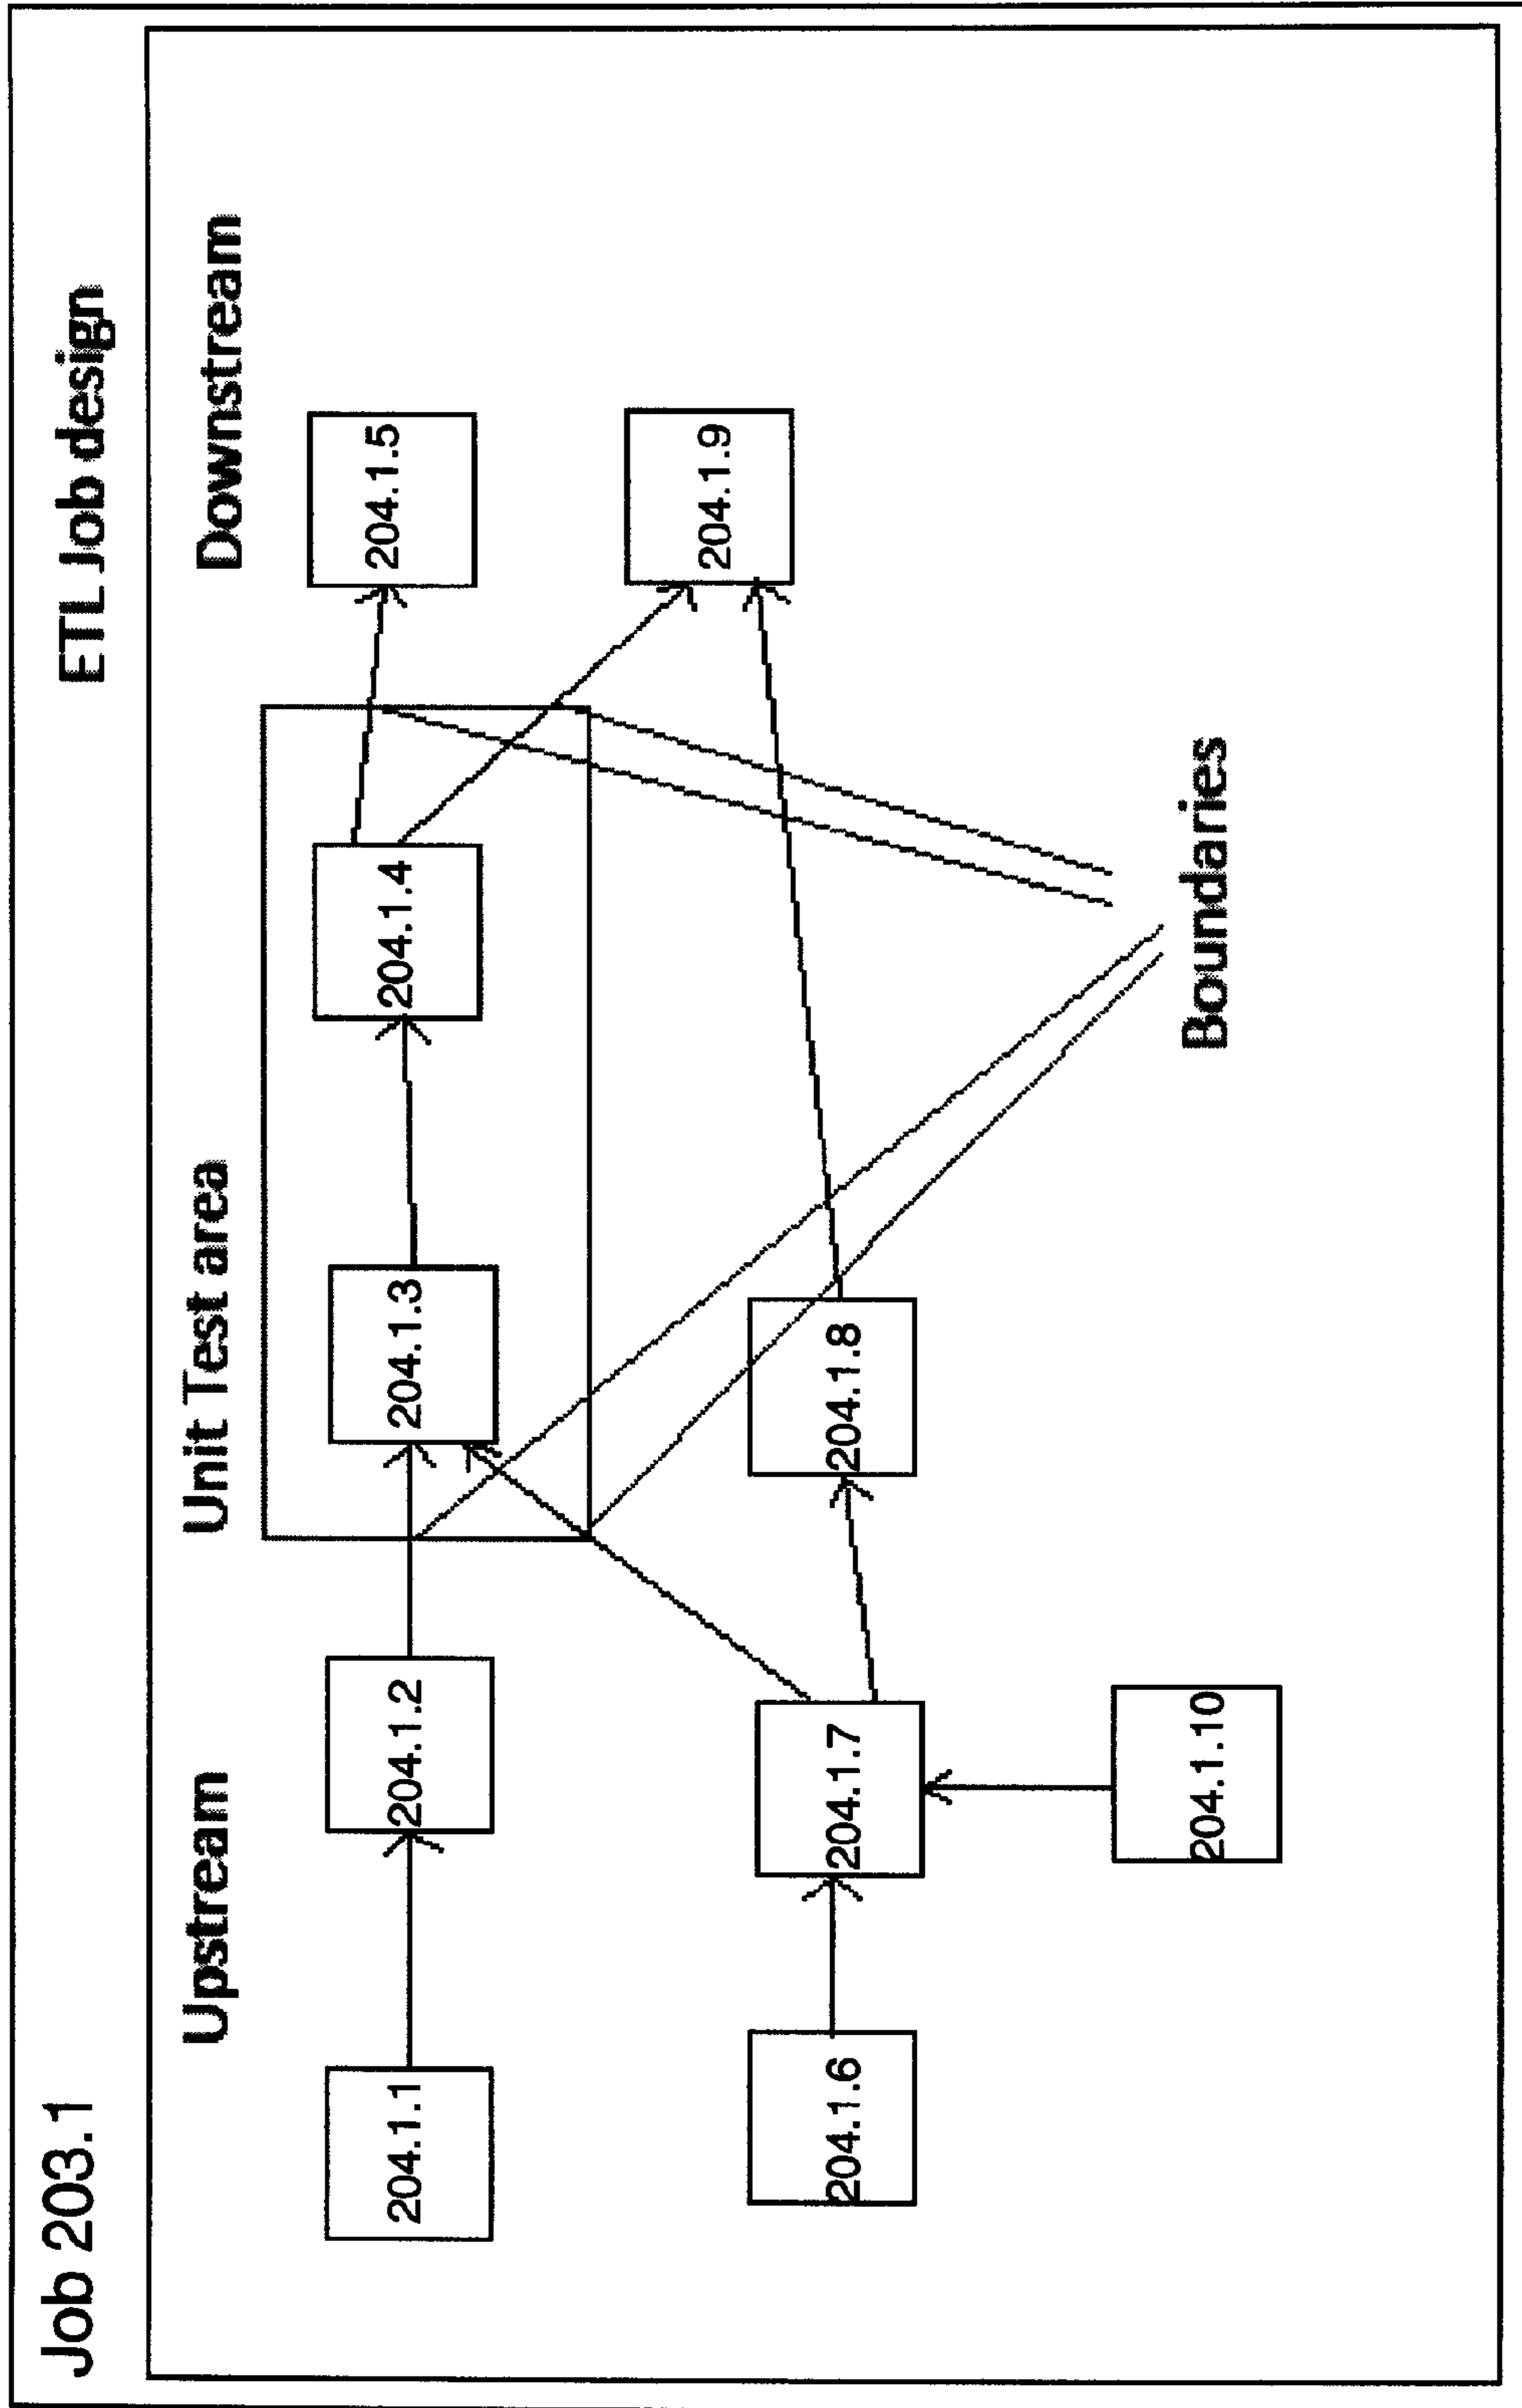 Job 203.1
ETL Job design
Upstream
Unit Test area
Downstream
204.1.1
204.1.2
204.1.3
204.1.4
204.1.5
204.1.6
204.1.7
204.1.8
204.1.9
204.1.10
Boundaries